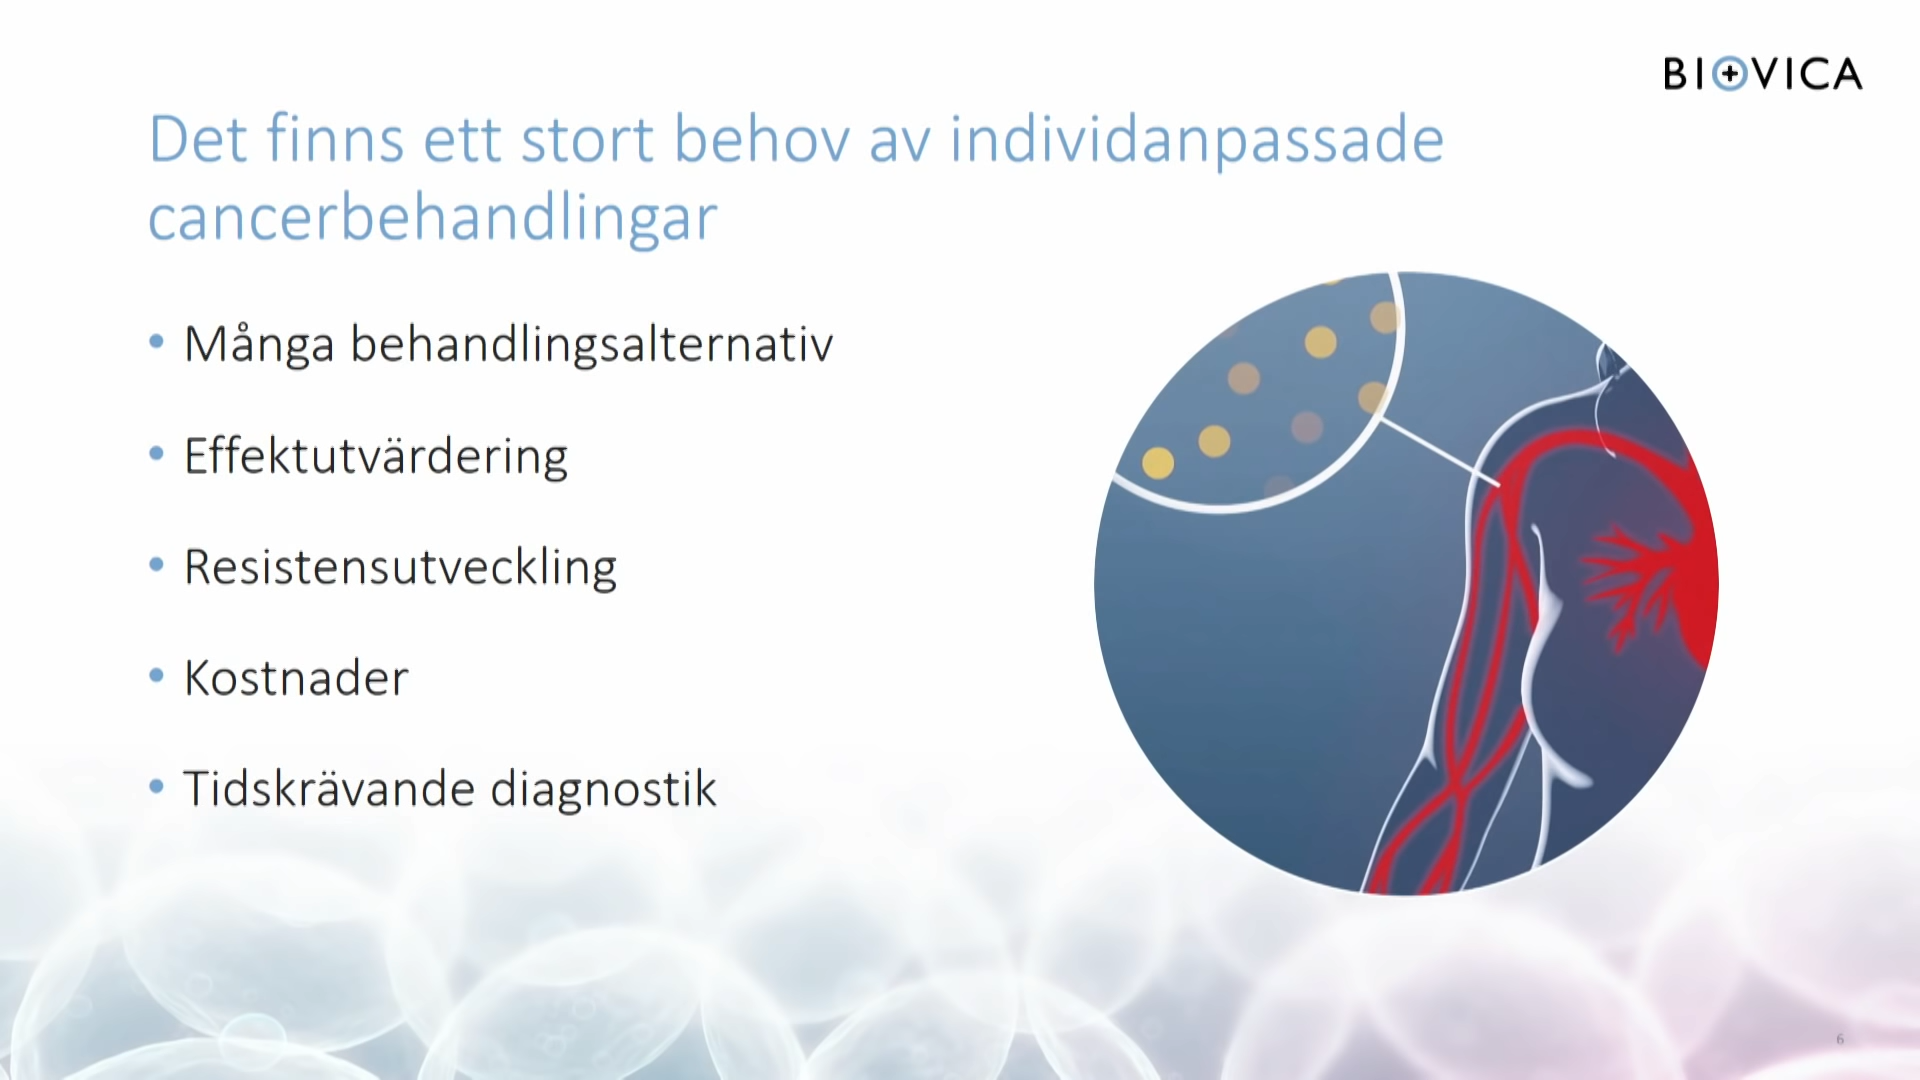 BIOVICA
Det finns ett stort behov av individanpassade
cancerbehandlingar
• Många behandlingsalternativ
• Effektutvärdering
• Resistensutveckling
• Kostnader
• Tidskrävande diagnostik
6